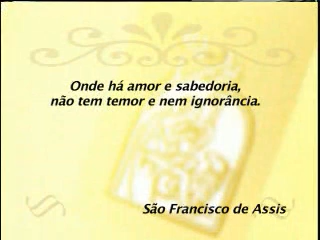 Onde há amor e sabedoria,
não tem temor e nem ignorância.
São Francisco de Assis